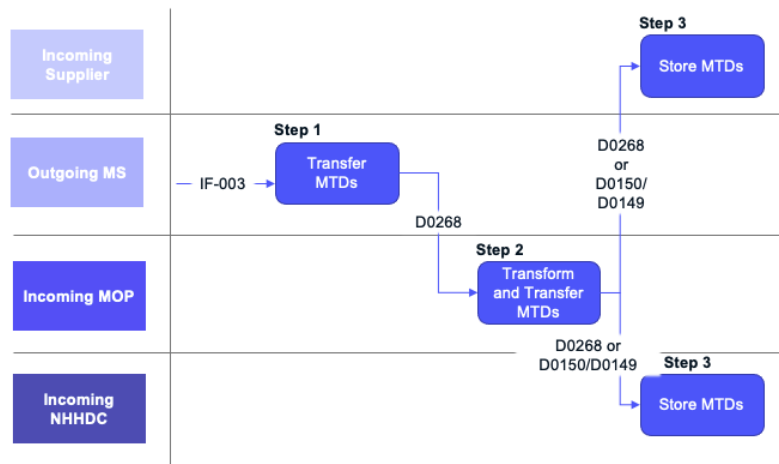 Step 3
Incoming
Supplier
Store MTDs
Step 1
Outgoing MS
IF-003
Transfer
MTDs
D0268
or
D0150/
D0149
D0268
Step 2
Incoming MOP
Transform
and Transfer
MTDs
D0268 or
D0150/D0149
Step 3
Incoming
NHHDC
Store MTDs